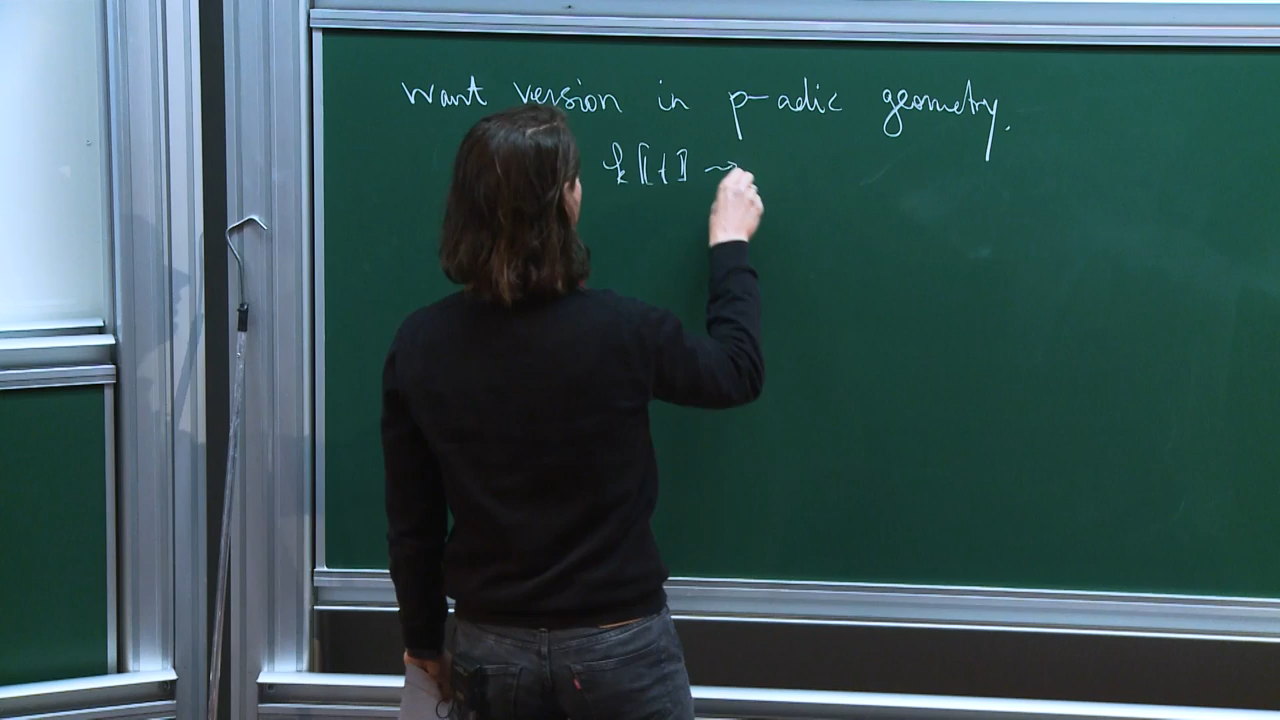 want version in p-adic geometry.
k[[t]] ⇝